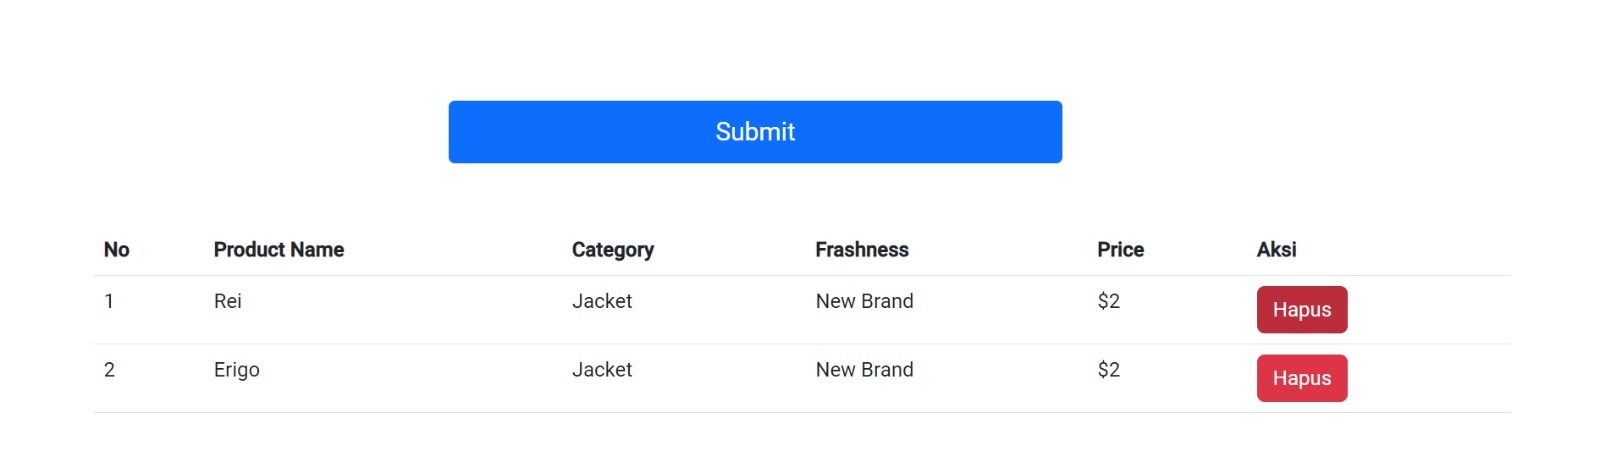 Submit
No Product Name Category Frashness Price Aksi
1 Rei Jacket New Brand $2 Hapus
2 Erigo Jacket New Brand $2 Hapus